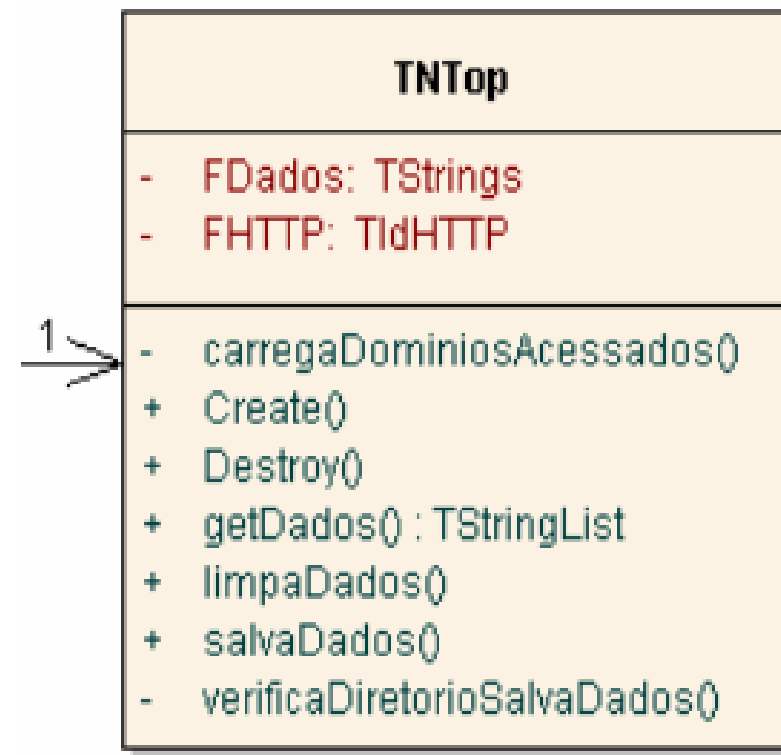 TNTop
- FDados: TStrings
- FHTTP: TIdHTTP
1
- carregaDominiosAcessados()
+ Create()
+ Destroy()
+ getDados() : TStringList
+ limpaDados()
+ salvaDados()
- verificaDiretorioSalvaDados()